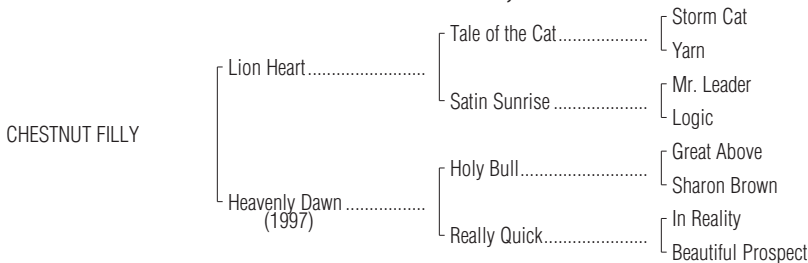 Storm Cat
Tale of the Cat...................
Yarn
Lion Heart.........................
Mr. Leader
Satin Sunrise ....................
Logic
CHESTNUT FILLY
Great Above
Holy Bull...........................
Sharon Brown
Heavenly Dawn .................
(1997)
In Reality
Really Quick......................
Beautiful Prospect